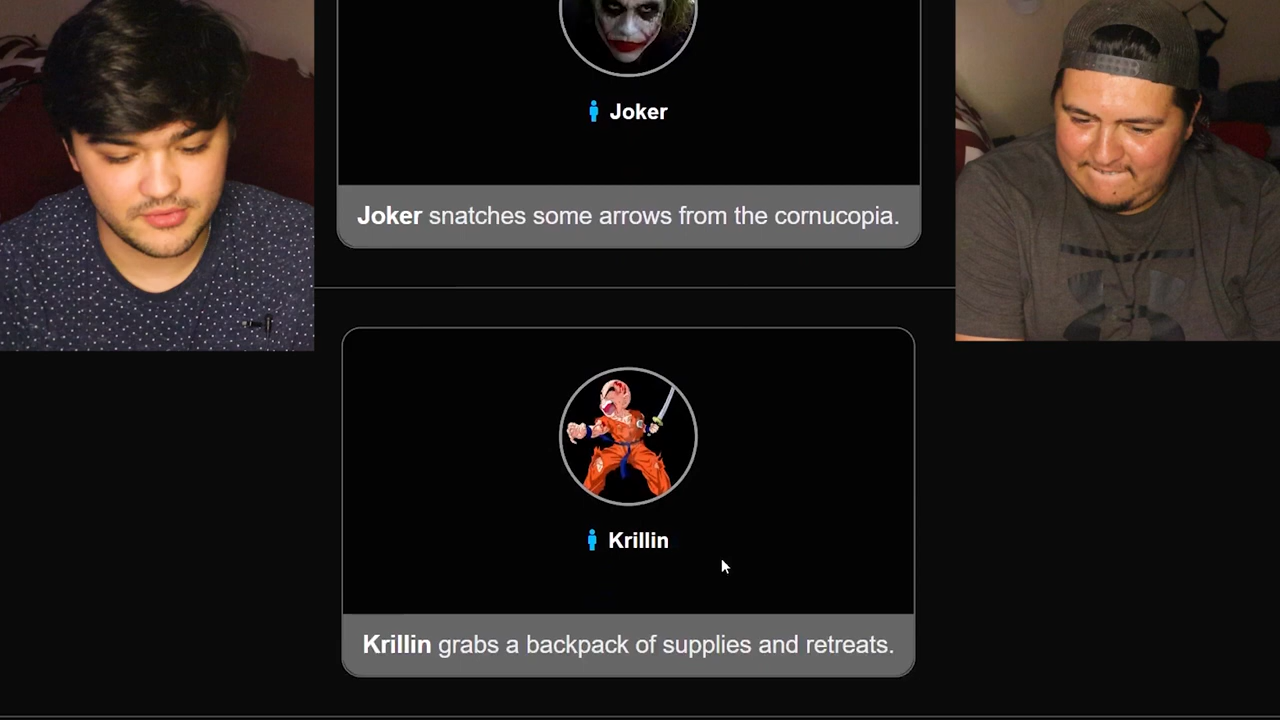 Joker
Joker snatches some arrows from the cornucopia.
Krillin
Krillin grabs a backpack of supplies and retreats.